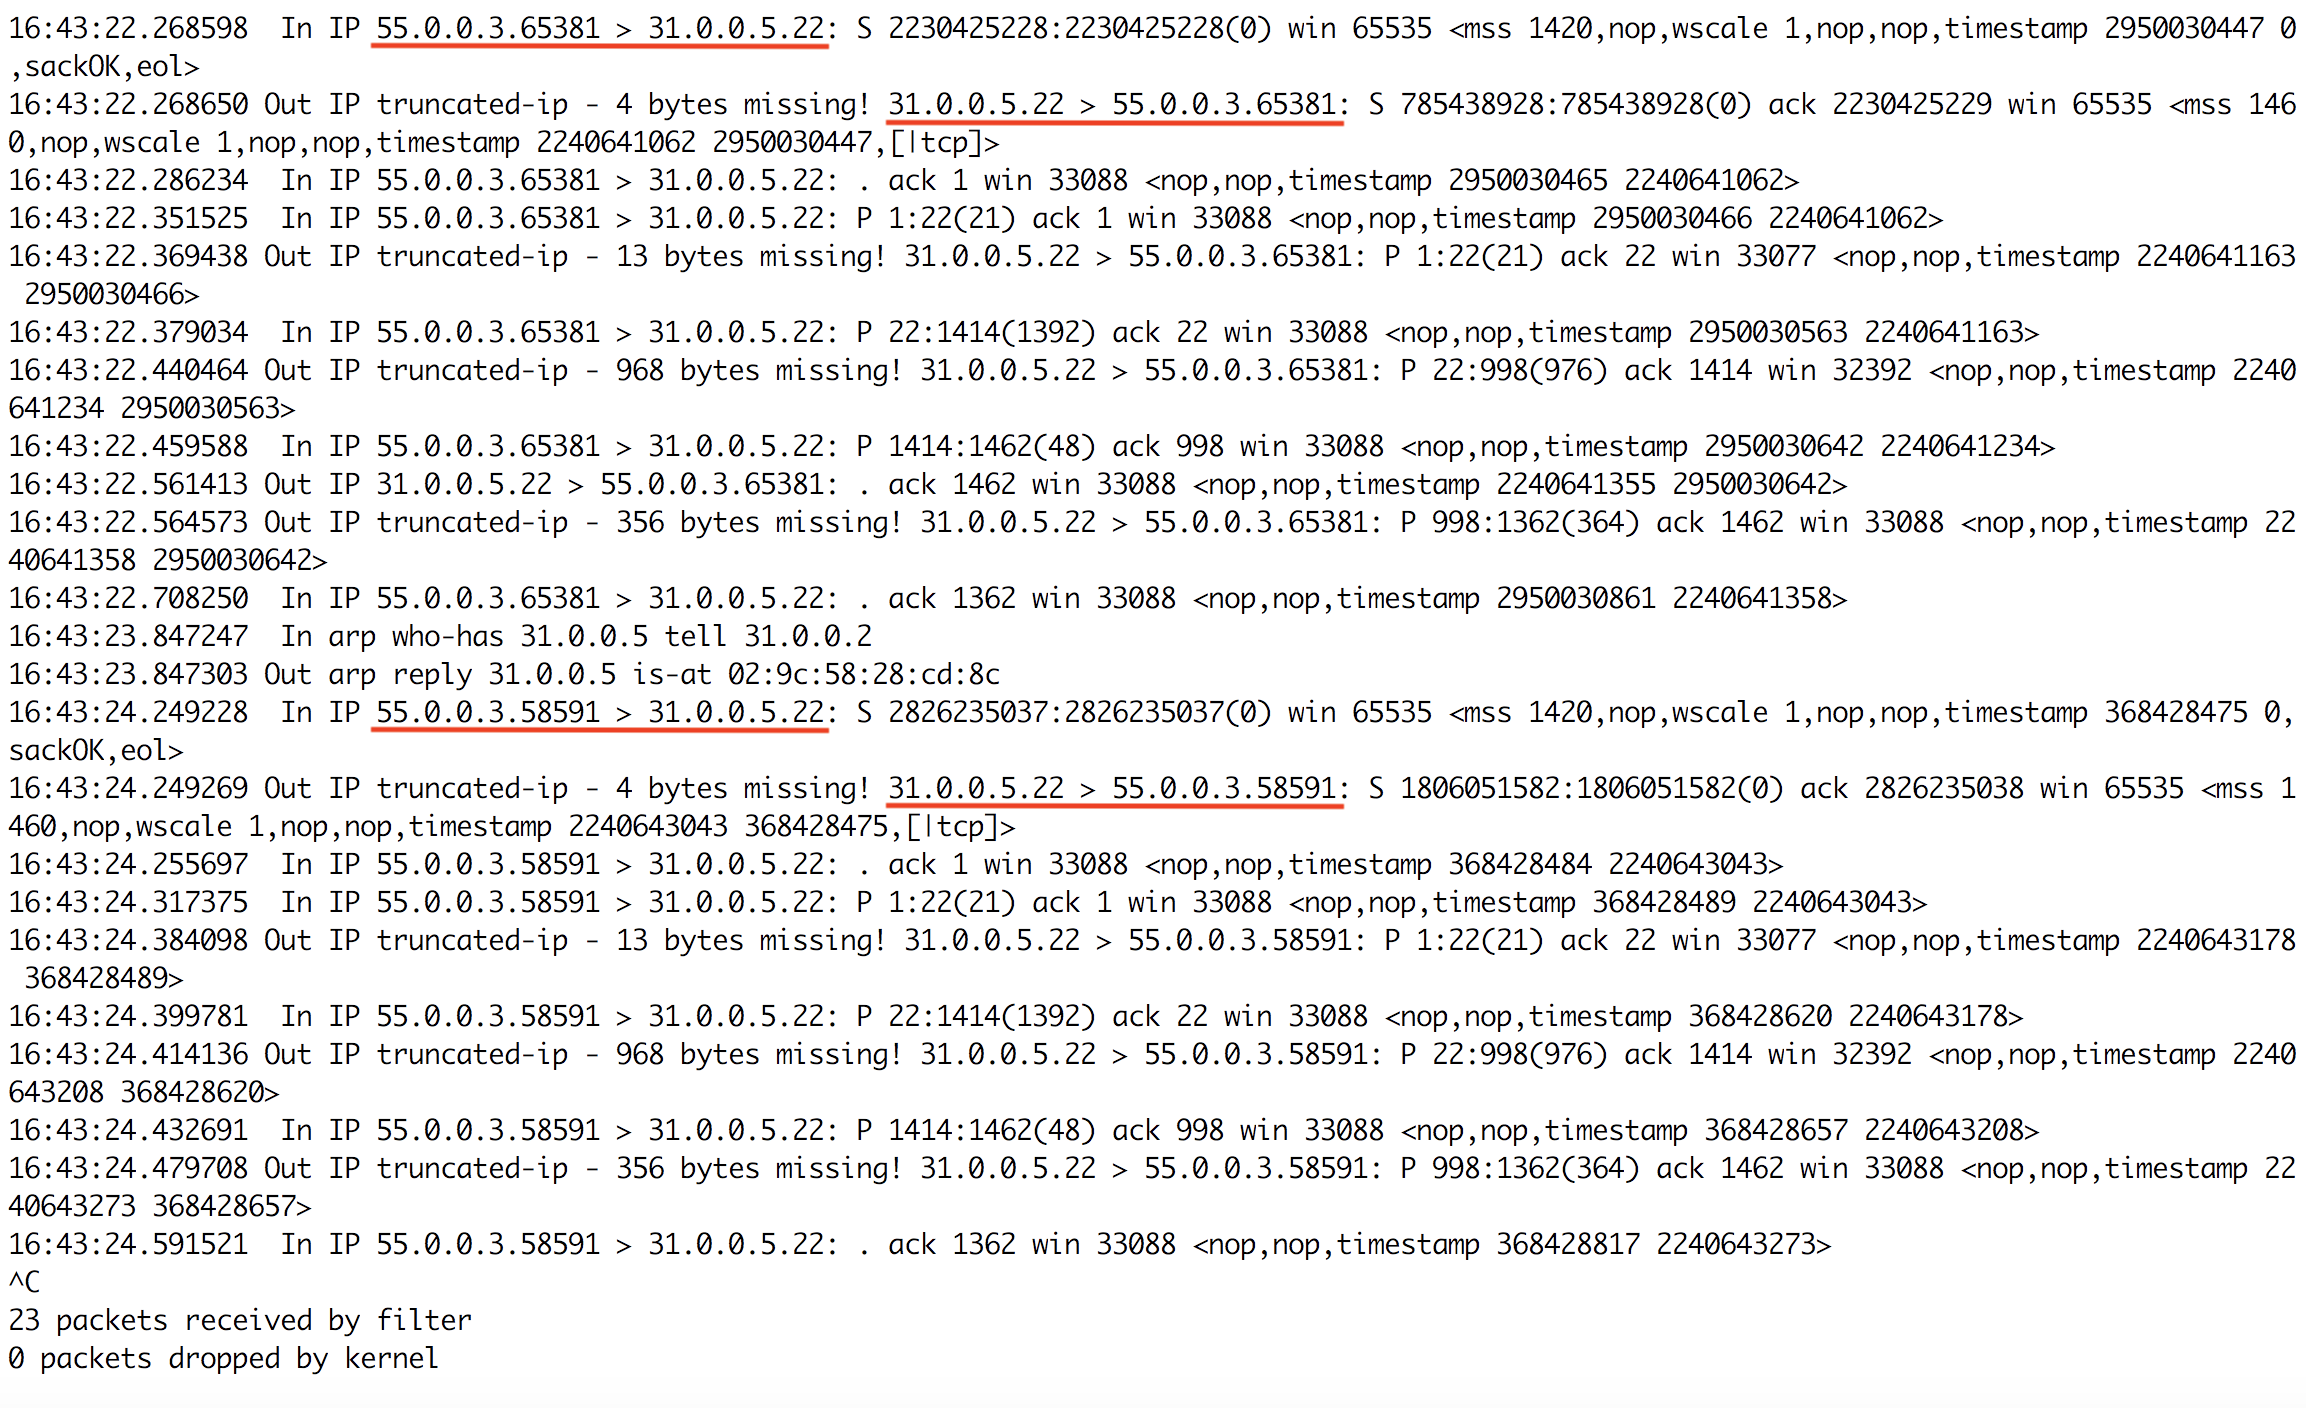 16:43:22.268598  In IP 55.0.0.3.65381 > 31.0.0.5.22: S 2230425228:2230425228(0) win 65535 <mss 1420,nop,wscale 1,nop,nop,timestamp 2950030447 0
,sackOK,eol>
16:43:22.268650 Out IP truncated-ip - 4 bytes missing! 31.0.0.5.22 > 55.0.0.3.65381: S 785438928:785438928(0) ack 2230425229 win 65535 <mss 146
0,nop,wscale 1,nop,nop,timestamp 2240641062 2950030447,[|tcp]>
16:43:22.286234  In IP 55.0.0.3.65381 > 31.0.0.5.22: . ack 1 win 33088 <nop,nop,timestamp 2950030465 2240641062>
16:43:22.351525  In IP 55.0.0.3.65381 > 31.0.0.5.22: P 1:22(21) ack 1 win 33088 <nop,nop,timestamp 2950030466 2240641062>
16:43:22.369438 Out IP truncated-ip - 13 bytes missing! 31.0.0.5.22 > 55.0.0.3.65381: P 1:22(21) ack 22 win 33077 <nop,nop,timestamp 2240641163
 2950030466>
16:43:22.379034  In IP 55.0.0.3.65381 > 31.0.0.5.22: P 22:1414(1392) ack 22 win 33088 <nop,nop,timestamp 2950030563 2240641163>
16:43:22.440464 Out IP truncated-ip - 968 bytes missing! 31.0.0.5.22 > 55.0.0.3.65381: P 22:998(976) ack 1414 win 32392 <nop,nop,timestamp 2240
641234 2950030563>
16:43:22.459588  In IP 55.0.0.3.65381 > 31.0.0.5.22: P 1414:1462(48) ack 998 win 33088 <nop,nop,timestamp 2950030642 2240641234>
16:43:22.561413 Out IP 31.0.0.5.22 > 55.0.0.3.65381: . ack 1462 win 33088 <nop,nop,timestamp 2240641355 2950030642>
16:43:22.564573 Out IP truncated-ip - 356 bytes missing! 31.0.0.5.22 > 55.0.0.3.65381: P 998:1362(364) ack 1462 win 33088 <nop,nop,timestamp 22
40641358 2950030642>
16:43:22.708250  In IP 55.0.0.3.65381 > 31.0.0.5.22: . ack 1362 win 33088 <nop,nop,timestamp 2950030861 2240641358>
16:43:23.847247  In arp who-has 31.0.0.5 tell 31.0.0.2
16:43:23.847303 Out arp reply 31.0.0.5 is-at 02:9c:58:28:cd:8c
16:43:24.249228  In IP 55.0.0.3.58591 > 31.0.0.5.22: S 2826235037:2826235037(0) win 65535 <mss 1420,nop,wscale 1,nop,nop,timestamp 368428475 0,
sackOK,eol>
16:43:24.249269 Out IP truncated-ip - 4 bytes missing! 31.0.0.5.22 > 55.0.0.3.58591: S 1806051582:1806051582(0) ack 2826235038 win 65535 <mss 1
460,nop,wscale 1,nop,nop,timestamp 2240643043 368428475,[|tcp]>
16:43:24.255697  In IP 55.0.0.3.58591 > 31.0.0.5.22: . ack 1 win 33088 <nop,nop,timestamp 368428484 2240643043>
16:43:24.317375  In IP 55.0.0.3.58591 > 31.0.0.5.22: P 1:22(21) ack 1 win 33088 <nop,nop,timestamp 368428489 2240643043>
16:43:24.384098 Out IP truncated-ip - 13 bytes missing! 31.0.0.5.22 > 55.0.0.3.58591: P 1:22(21) ack 22 win 33077 <nop,nop,timestamp 2240643178
 368428489>
16:43:24.399781  In IP 55.0.0.3.58591 > 31.0.0.5.22: P 22:1414(1392) ack 22 win 33088 <nop,nop,timestamp 368428620 2240643178>
16:43:24.414136 Out IP truncated-ip - 968 bytes missing! 31.0.0.5.22 > 55.0.0.3.58591: P 22:998(976) ack 1414 win 32392 <nop,nop,timestamp 2240
643208 368428620>
16:43:24.432691  In IP 55.0.0.3.58591 > 31.0.0.5.22: P 1414:1462(48) ack 998 win 33088 <nop,nop,timestamp 368428657 2240643208>
16:43:24.479708 Out IP truncated-ip - 356 bytes missing! 31.0.0.5.22 > 55.0.0.3.58591: P 998:1362(364) ack 1462 win 33088 <nop,nop,timestamp 22
40643273 368428657>
16:43:24.591521  In IP 55.0.0.3.58591 > 31.0.0.5.22: . ack 1362 win 33088 <nop,nop,timestamp 368428817 2240643273>
^C
23 packets received by filter
0 packets dropped by kernel